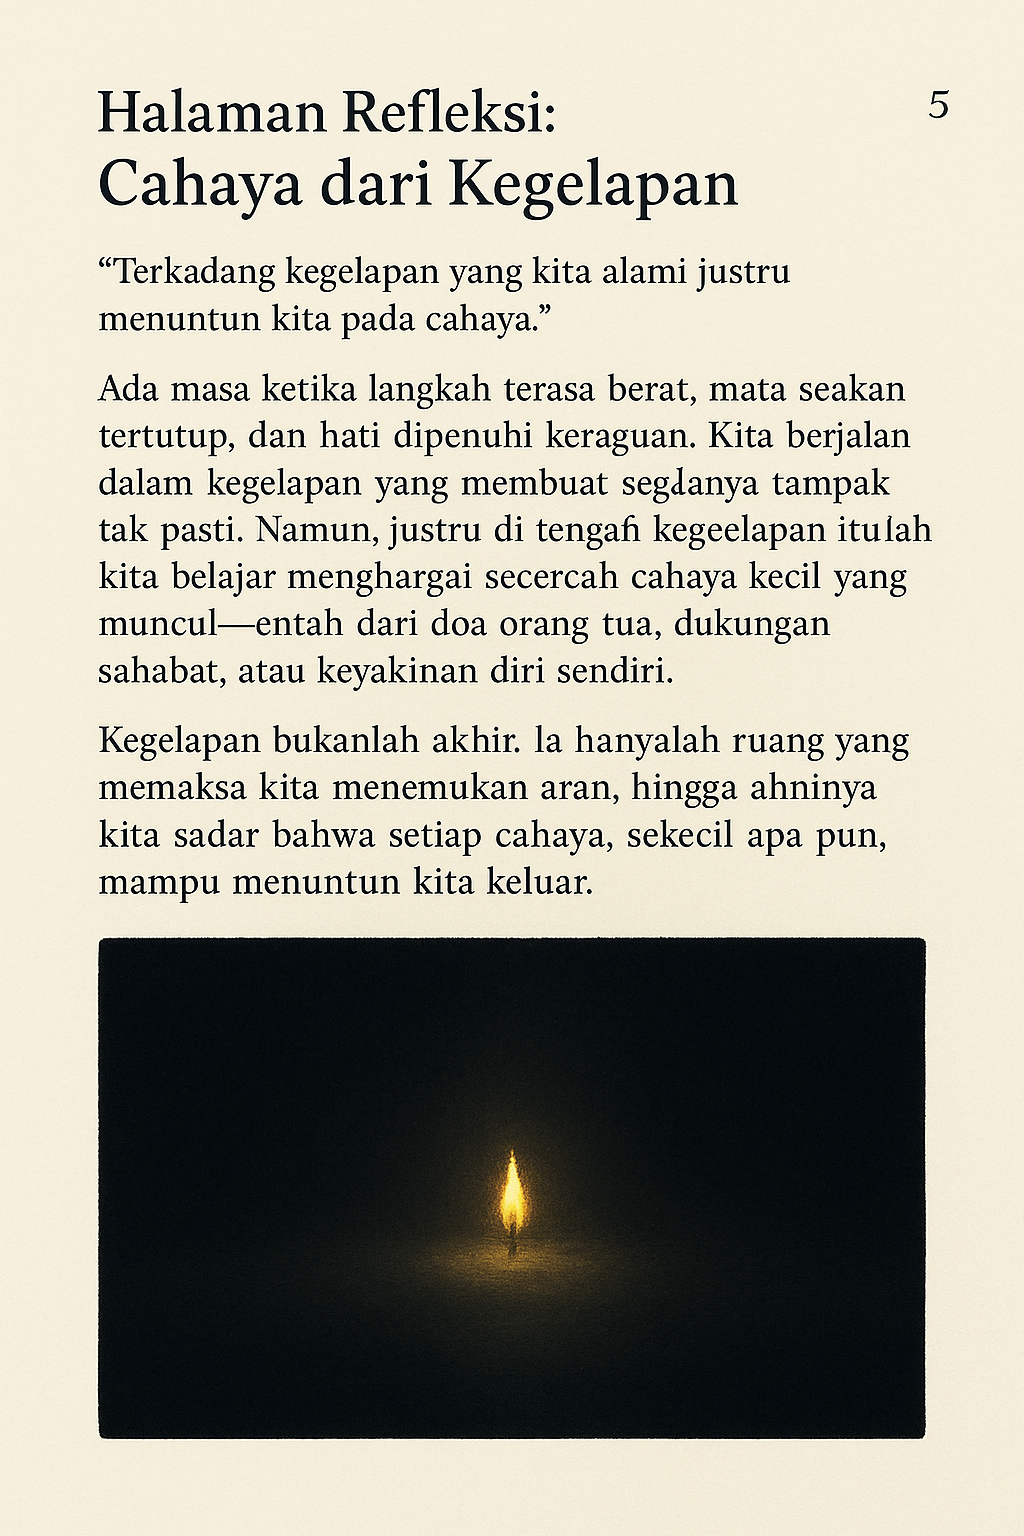 Halaman Refleksi:
5
Cahaya dari Kegelapan
“Terkadang kegelapan yang kita alami justru
menuntun kita pada cahaya.”
Ada masa ketika langkah terasa berat, mata seakan
tertutup, dan hati dipenuhi keraguan. Kita berjalan
dalam kegelapan yang membuat tampak
tak pasti. Namun, justru di tengah kegeelapan itulah
kita belajar menghargai secercah cahaya kecil yang
muncul—entah dari doa orang tua, dukungan
sahabat, atau keyakinan diri sendiri.
Kegelapan bukanlah akhir. la hanyalah ruang yang
memaksa kita menemukan aran, hingga ahninya
kita sadar bahwa setiap cahaya, sekecil apa pun,
mampu menuntun kita keluar.